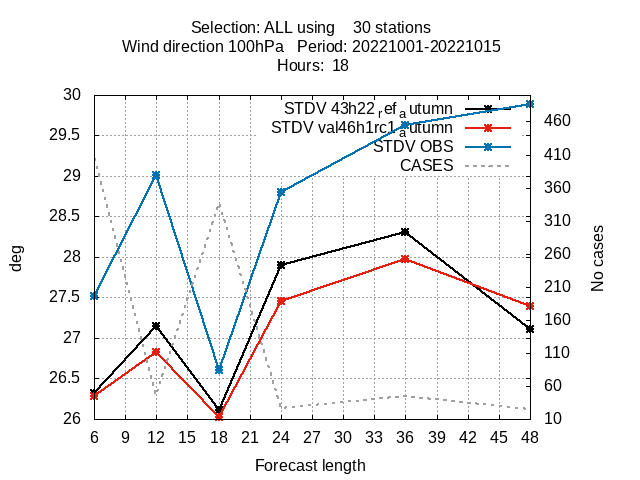 Selection: ALL using 30 stations
Wind direction 100hPa Period: 20221001-20221015
Hours: 18
30
29.5
29
28.5
28
27.5
27
26.5
26
deg
STDV 43h22ref autumn
STDV val46h1rc1autumn
STDV OBS
CASES
460
410
360
310
260
210
160
110
60
10
No cases
6 9 12 15 18 21 24 27 30 33 36 39 42 45 48
Forecast length